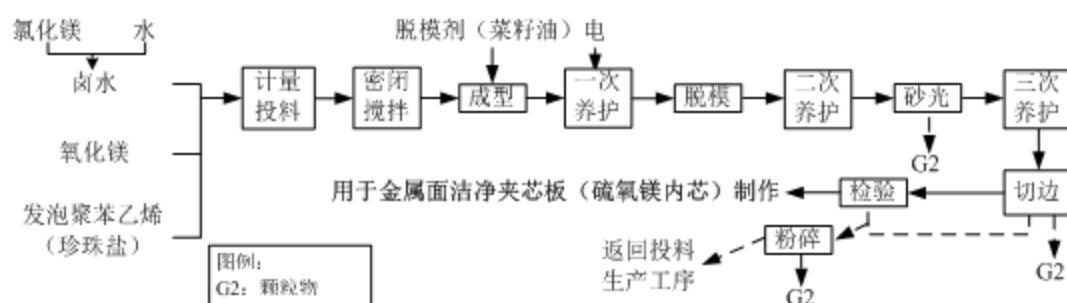 氯化镁 水
脱模剂（菜籽油）电
卤水
计量
投料
密闭
搅拌
成型
一次
养护
脱模
二次
养护
砂光
三次
养护
氧化镁
G2
用于金属面洁净夹芯板（硫氧镁内芯）制作
检验
切边
发泡聚苯乙烯
（珍珠盐）
粉碎
返回投料
生产工序
G2
G2
图例：
G2：颗粒物